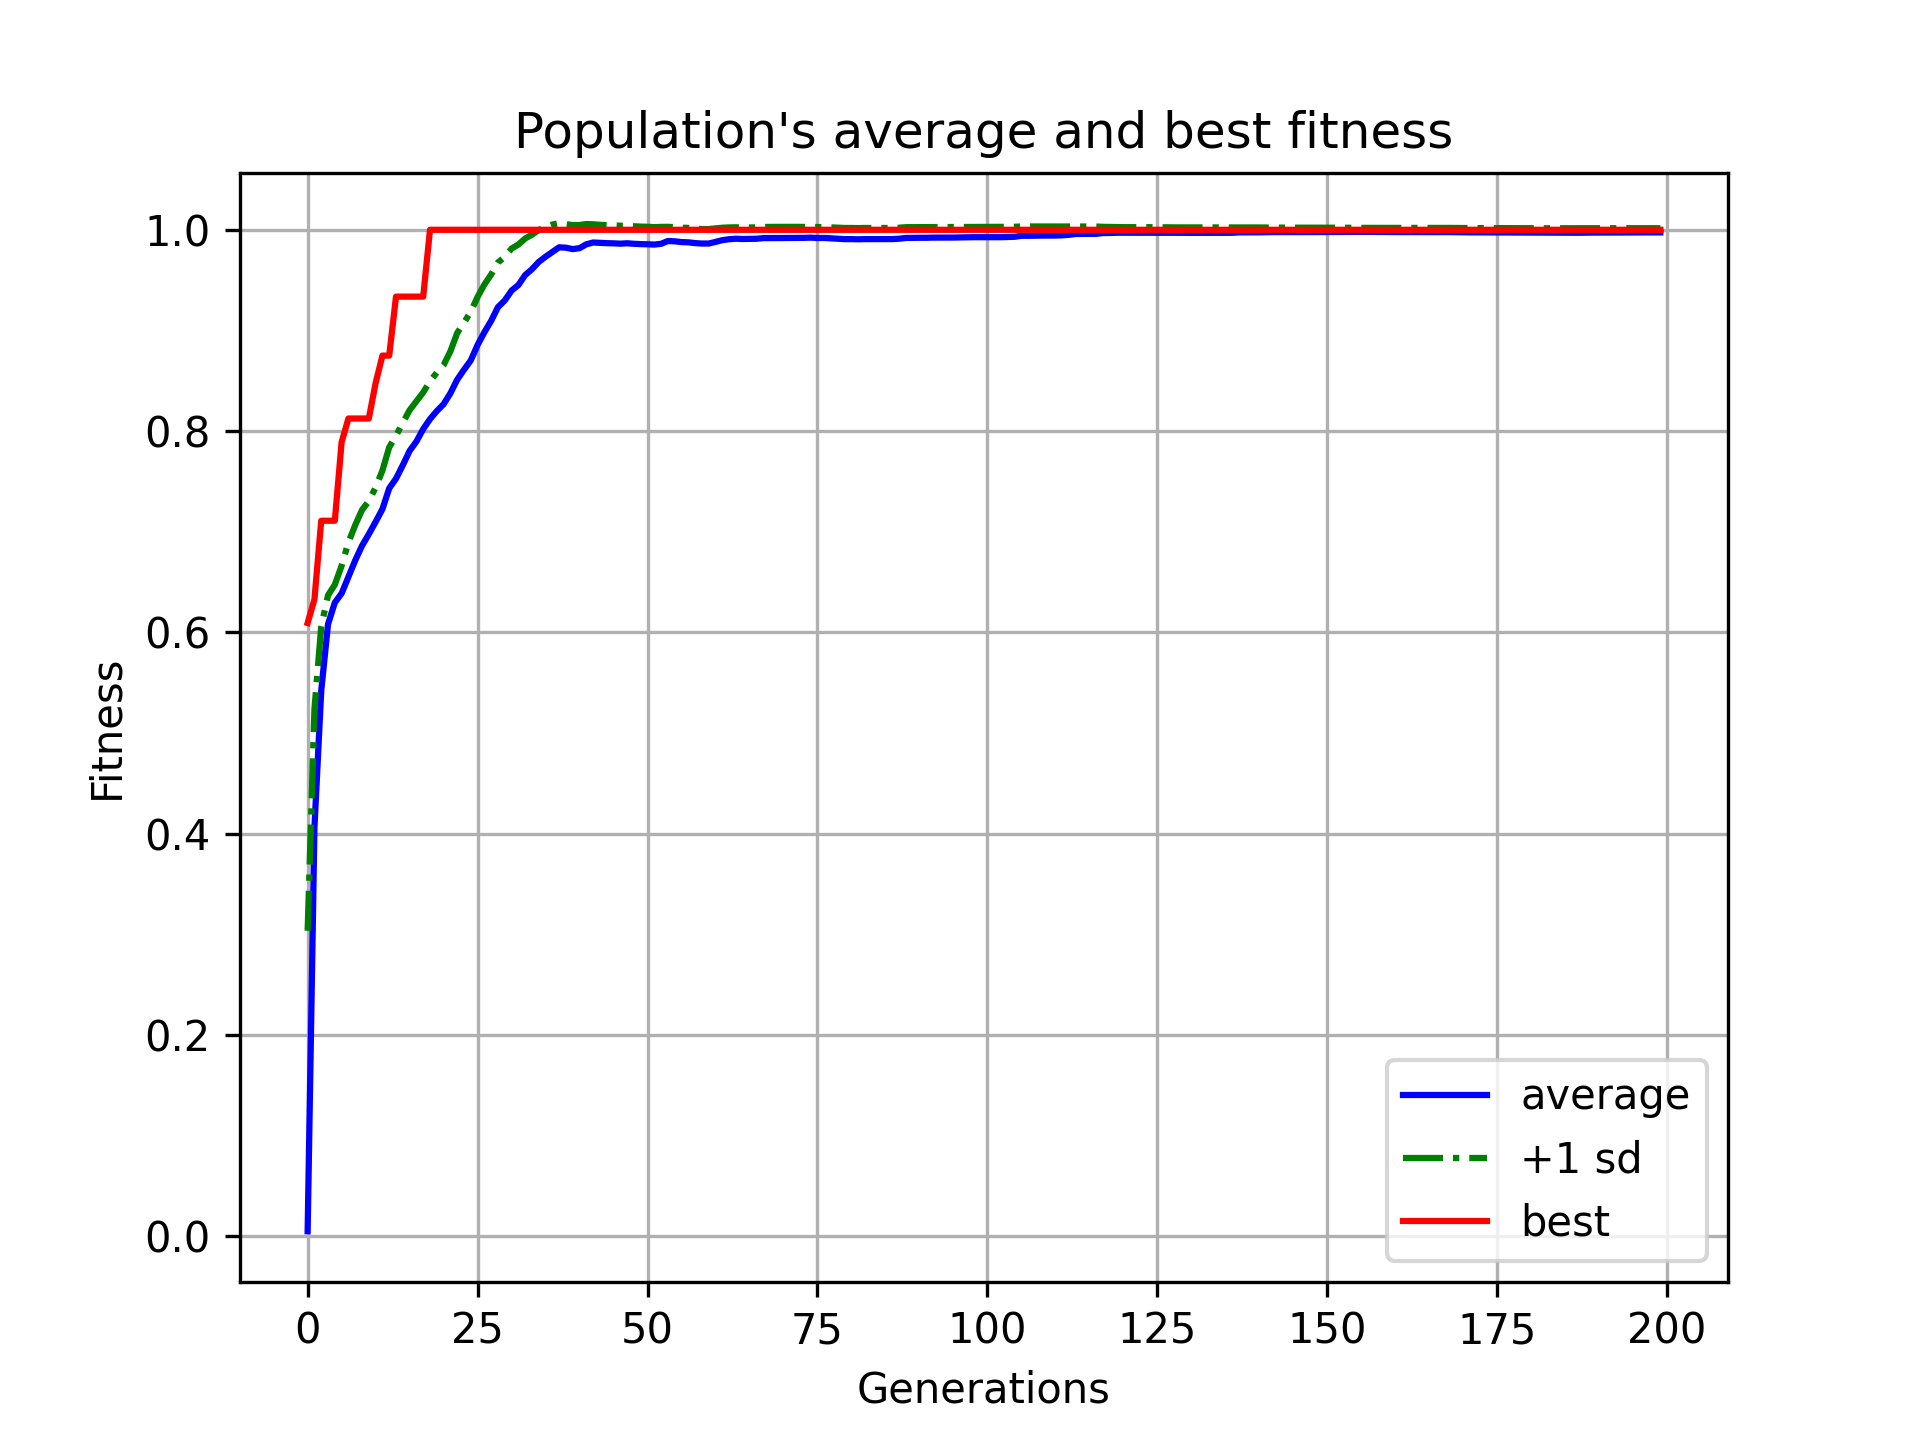 Population's average and best fitness
1.0
0.8
0.6
0.4
0.2
0.0
Fitness
0 25 50 75 100 125 150 175 200
Generations
average
+1 sd
best